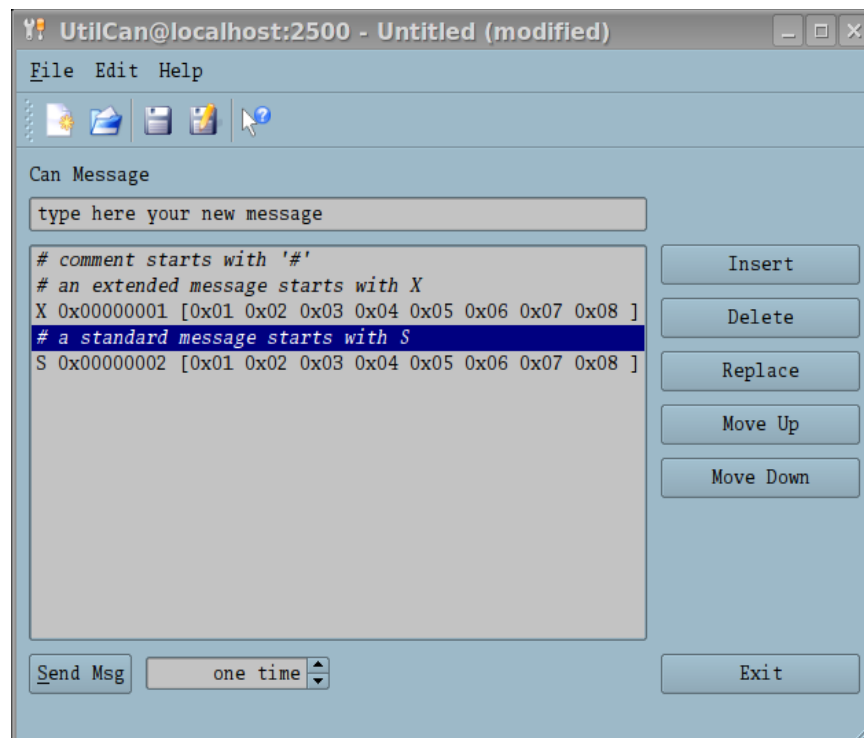 UtilCan@localhost:2500 - Untitled (modified)
File Edit Help
Can Message
type here your new message
# comment starts with '#'
# an extended message starts with X
X 0x00000001 [0x01 0x02 0x03 0x04 0x05 0x06 0x07 0x08 ]
# a standard message starts with S
S 0x00000002 [0x01 0x02 0x03 0x04 0x05 0x06 0x07 0x08 ]
Insert
Delete
Replace
Move Up
Move Down
Send Msg
one time
Exit